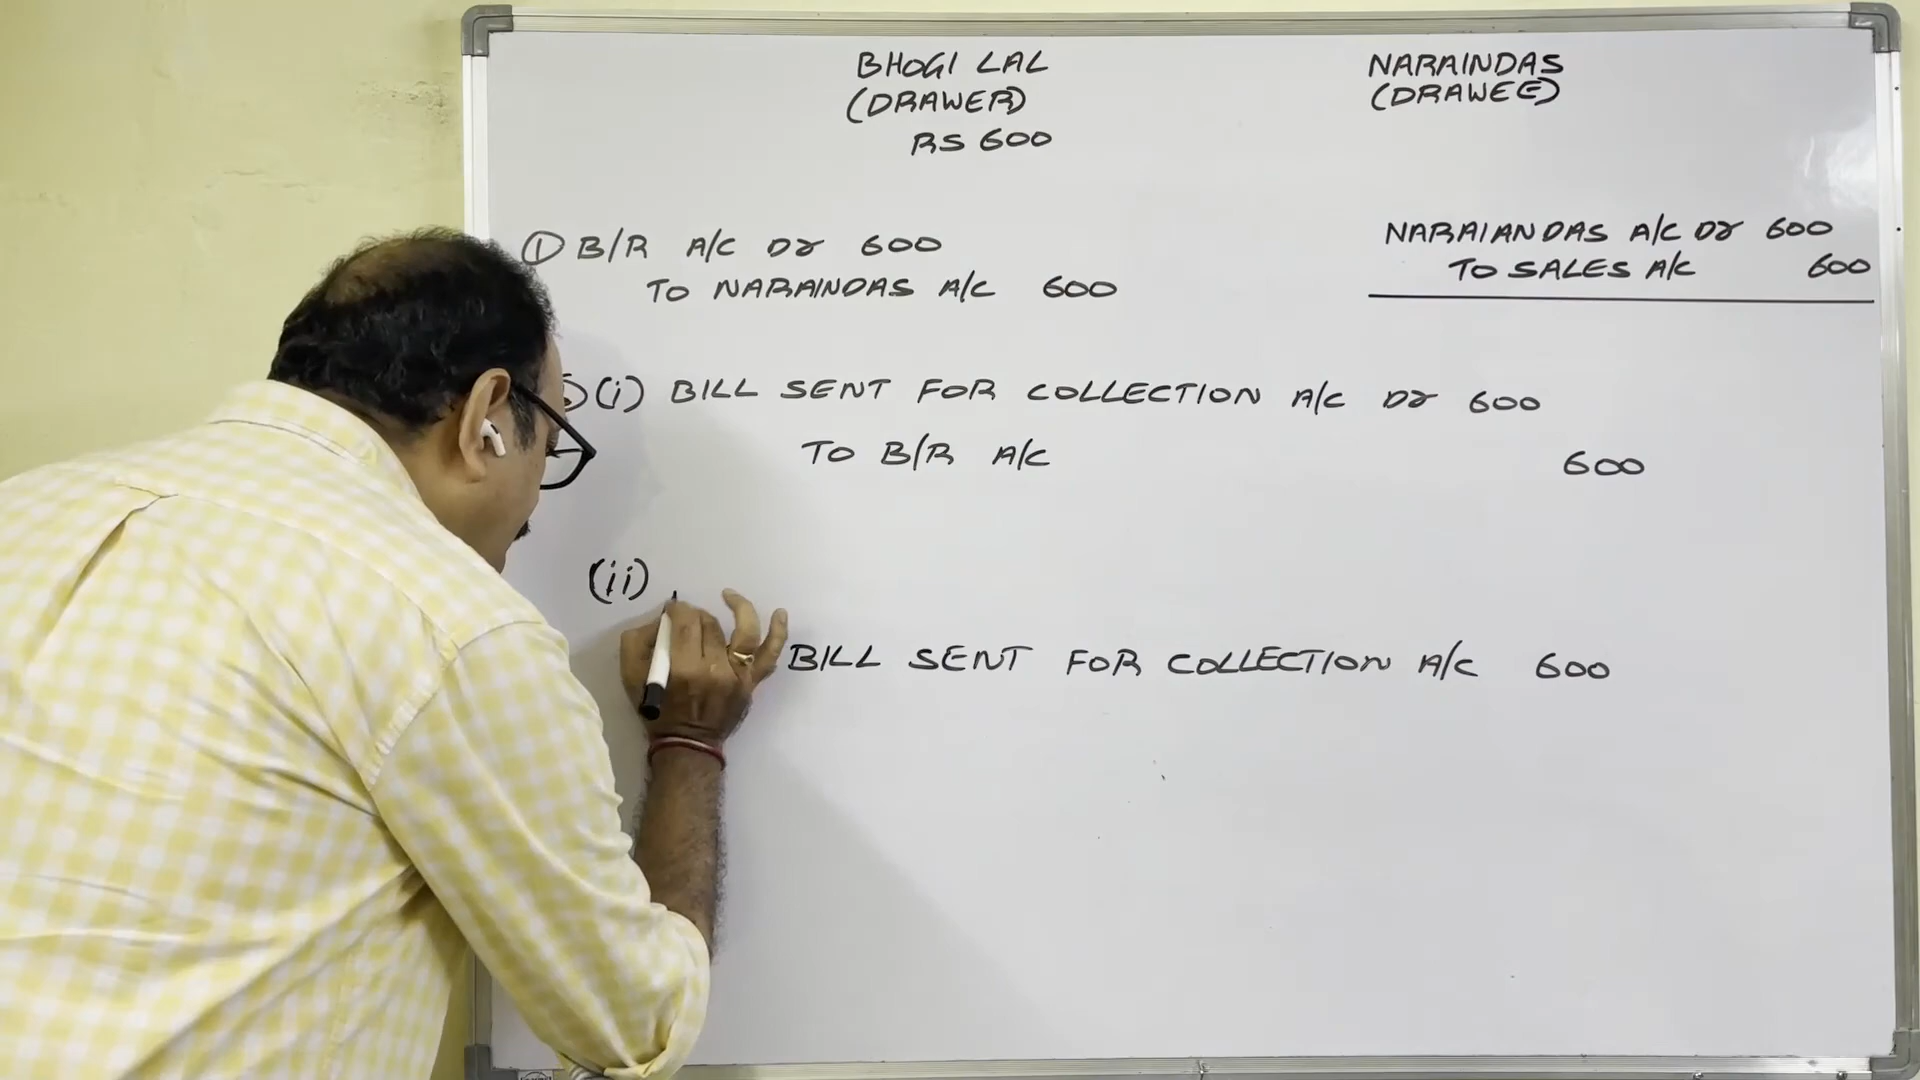 BHOGI LAL
(DRAWER)
RS 600
NARAINDAS
(DRAWEE)
NARAIANDAS A/C Dr 600
TO SALES A/C 600
① B/R A/C Dr 600
TO NARAINDAS A/C 600
(i) BILL SENT FOR COLLECTION A/C Dr 600
TO B/R A/C 600
(ii)
BILL SENT FOR COLLECTION A/C 600